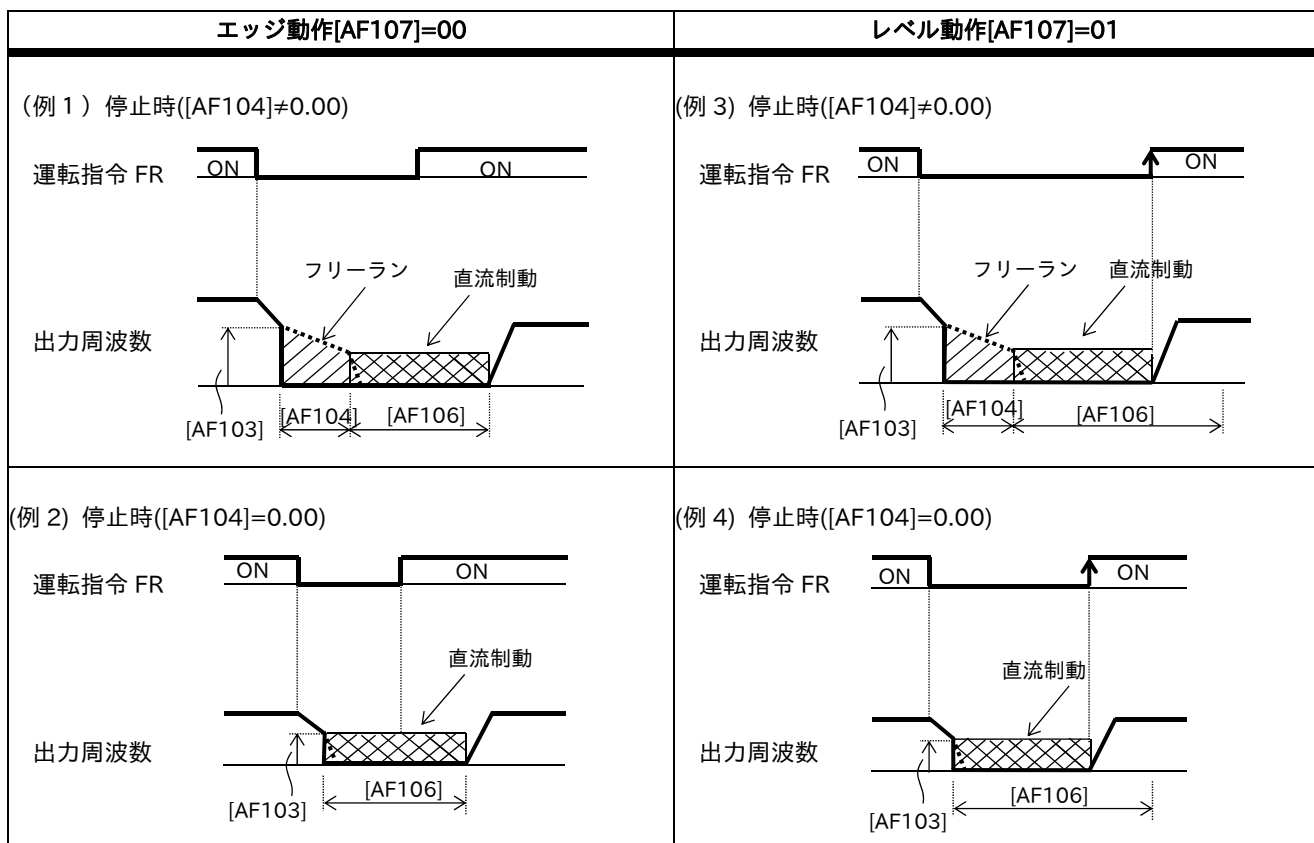 エッジ動作[AF107]=00
レベル動作[AF107]=01
（例１）停止時([AF104]≠0.00)
運転指令 FR
ON
ON
フリーラン
直流制動
出力周波数
[AF103]
[AF104]
[AF106]
(例 3) 停止時([AF104]≠0.00)
運転指令 FR
ON
ON
フリーラン
直流制動
出力周波数
[AF103]
[AF104]
[AF106]
(例 2) 停止時([AF104]=0.00)
運転指令 FR
ON
ON
直流制動
出力周波数
[AF103]
[AF106]
(例 4) 停止時([AF104]=0.00)
運転指令 FR
ON
ON
直流制動
出力周波数
[AF103]
[AF106]